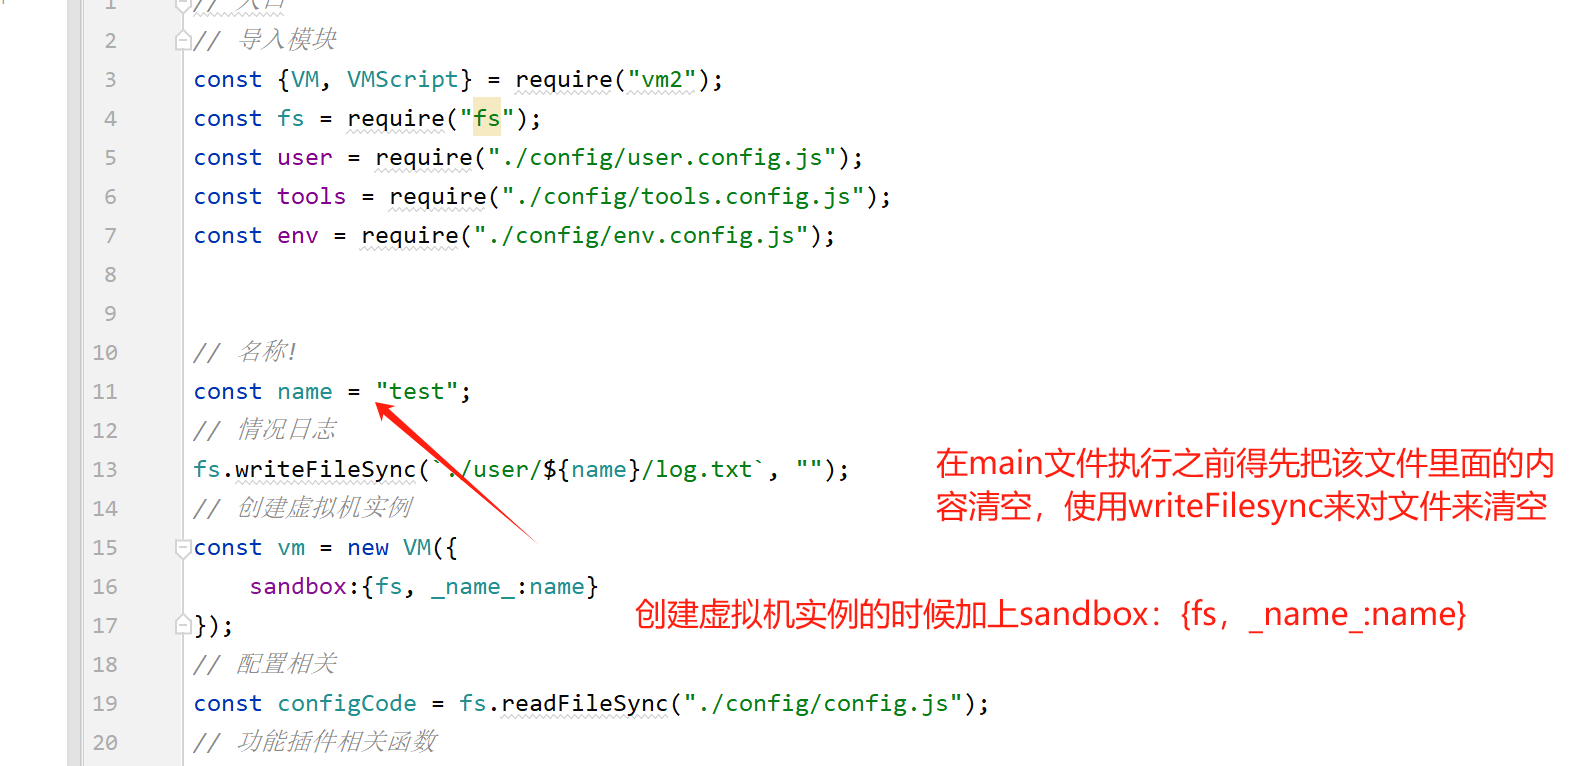 1 // 入口
2 // 导入模块
3 const {VM, VMScript} = require("vm2");
4 const fs = require("fs");
5 const user = require("./config/user.config.js");
6 const tools = require("./config/tools.config.js");
7 const env = require("./config/env.config.js");
8
9
10 // 名称!
11 const name = "test";
12 // 情况日志
13 fs.writeFileSync(`./user/${name}/log.txt`, "");
在main文件执行之前得先把该文件里面的内
容清空，使用writeFilesync来对文件来清空
14 // 创建虚拟机实例
15 const vm = new VM({
16 sandbox:{fs, _name_:name}
创建虚拟机实例的时候加上sandbox：{fs，_name_:name}
17 });
18 // 配置相关
19 const configCode = fs.readFileSync("./config/config.js");
20 // 功能插件相关函数